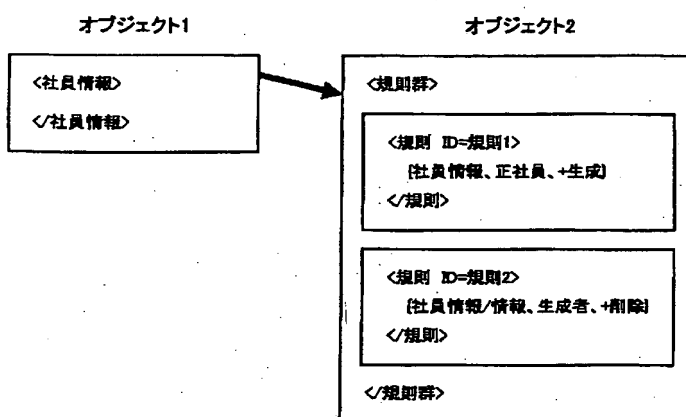 オブジェクト1
<社員情報>
</社員情報>
オブジェクト2
<規則群>
<規則 ID=規則1>
[社員情報、正社員、+生成]
</規則>
<規則 ID=規則2>
[社員情報/情報、生成者、+削除]
</規則>
</規則群>